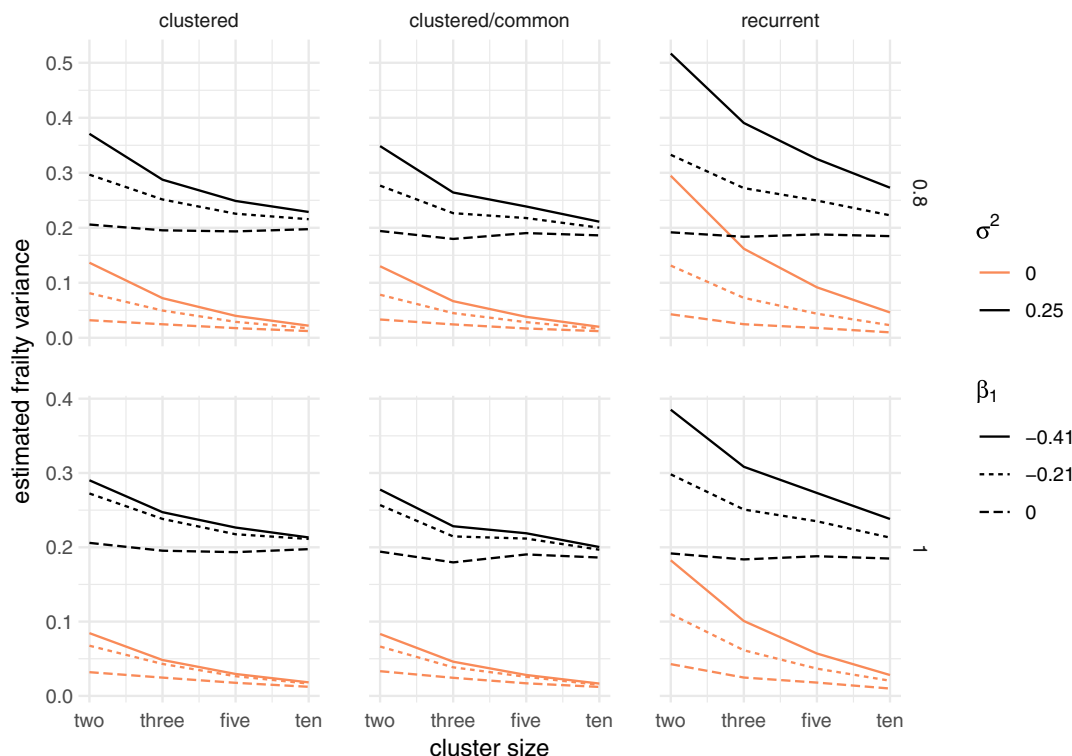 clustered
clustered/common
recurrent
estimated frailty variance
0.5
0.4
0.3
0.2
0.1
0.0
0.8
0.4
0.3
0.2
0.1
0.0
1
two three five ten
two three five ten
two three five ten
cluster size
σ²
0
0.25
β₁
−0.41
−0.21
0